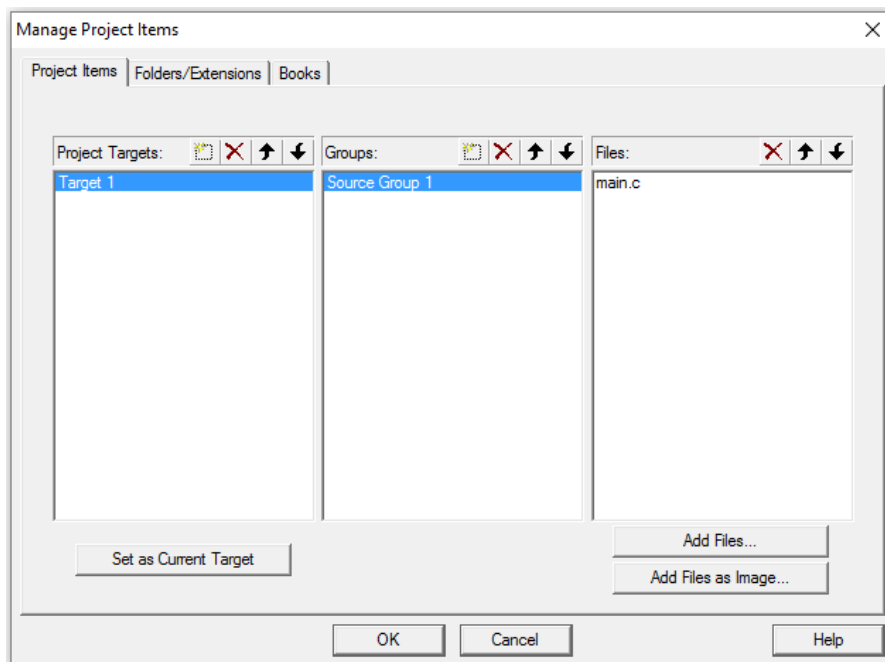 Manage Project Items
Project Items Folders/Extensions Books
Project Targets: Groups: Files:
Target 1 Source Group 1 main.c
Set as Current Target
Add Files...
Add Files as Image...
OK Cancel Help